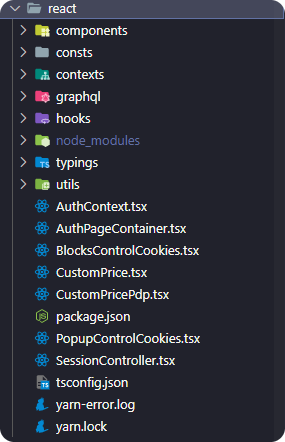 react
components
consts
contexts
graphql
hooks
node_modules
typings
utils
AuthContext.tsx
AuthPageContainer.tsx
BlocksControlCookies.tsx
CustomPrice.tsx
CustomPricePdp.tsx
package.json
PopupControlCookies.tsx
SessionController.tsx
tsconfig.json
yarn-error.log
yarn.lock